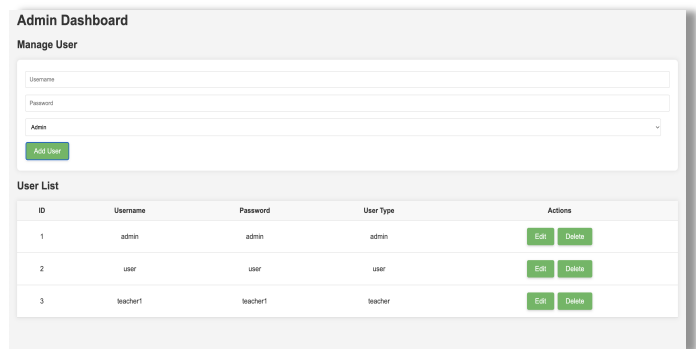 Admin Dashboard
Manage User
Username
Password
Admin
Add User
User List
ID Username Password User Type Actions
1 admin admin admin Edit Delete
2 user user user Edit Delete
3 teacher1 teacher1 teacher Edit Delete